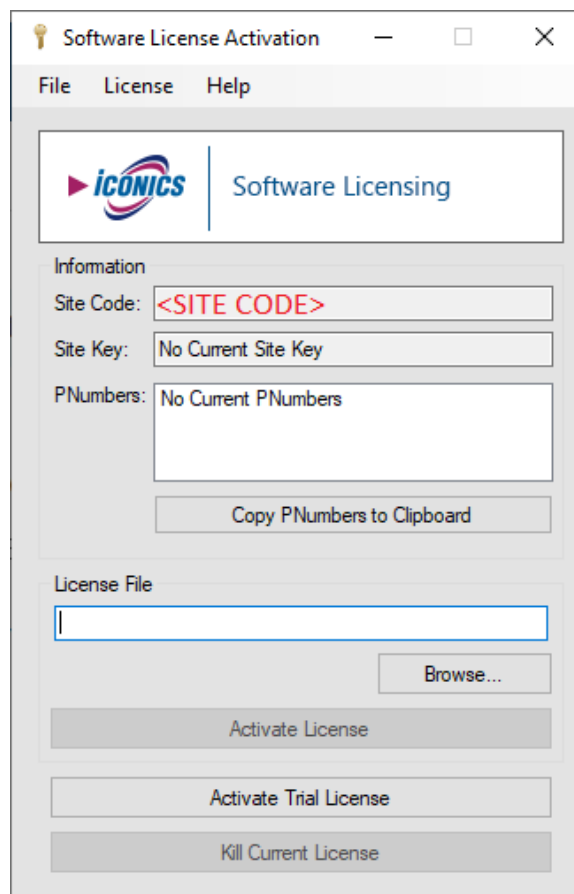 Software License Activation
File License Help
ICONICS Software Licensing
Information
Site Code: <SITE CODE>
Site Key: No Current Site Key
PNumbers: No Current PNumbers
Copy PNumbers to Clipboard
License File
Browse...
Activate License
Activate Trial License
Kill Current License